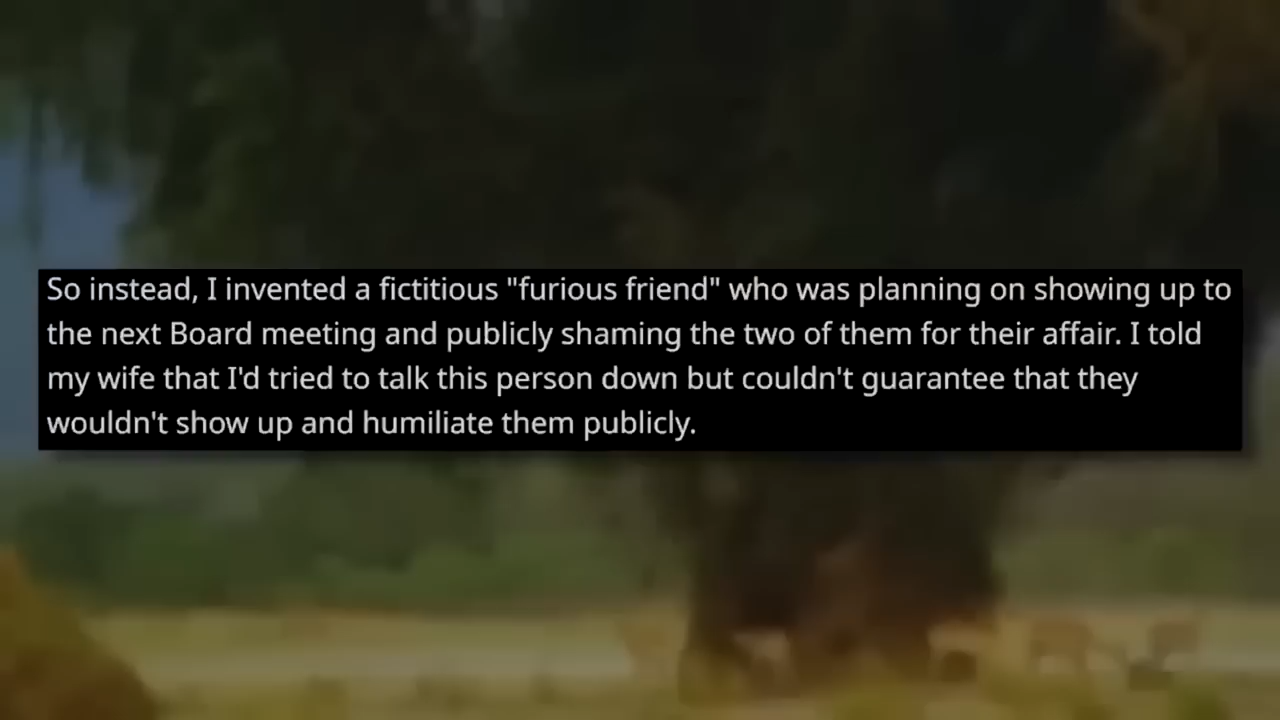 So instead, I invented a fictitious "furious friend" who was planning on showing up to
the next Board meeting and publicly shaming the two of them for their affair. I told
my wife that I'd tried to talk this person down but couldn't guarantee that they
wouldn't show up and humiliate them publicly.